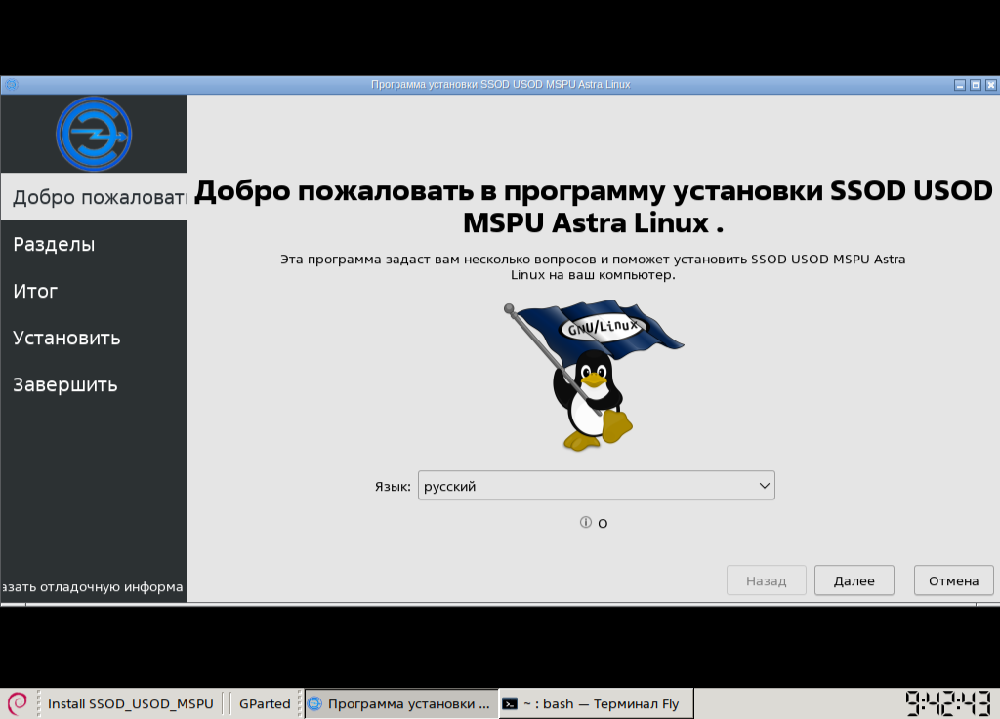 Программа установки SSOD USOD MSPU Astra Linux
Добро пожаловат
Разделы
Итог
Установить
Завершить
азать отладочную информа
Добро пожаловать в программу установки SSOD USOD
MSPU Astra Linux .
Эта программа задаст вам несколько вопросов и поможет установить SSOD USOD MSPU Astra
Linux на ваш компьютер.
GNU/Linux
Язык: русский
О
Назад Далее Отмена
Install SSOD_USOD_MSPU GParted Программа установки ... ~ : bash — Терминал Fly 9:42:43